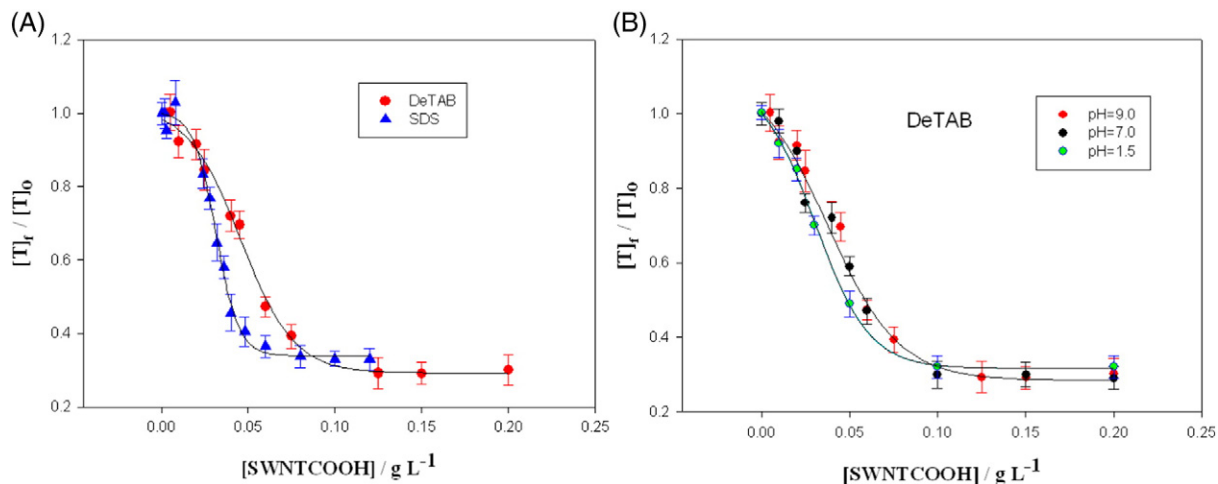 (A)
1.2
1.0
0.8
0.6
0.4
0.2
[T]f / [T]O
DeTAB
SDS
0.00 0.05 0.10 0.15 0.20 0.25
[SWNTCOOH] / g L⁻¹
(B)
1.2
1.0
0.8
0.6
0.4
0.2
[T]f / [T]O
DeTAB
pH=9.0
pH=7.0
pH=1.5
0.00 0.05 0.10 0.15 0.20 0.25
[SWNTCOOH] / g L⁻¹